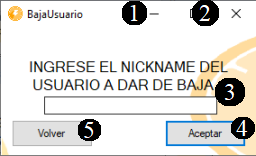 BajaUsuario 1 2
INGRESE EL NICKNAME DEL
USUARIO A DAR DE BAJA
3
Volver 5 Aceptar 4